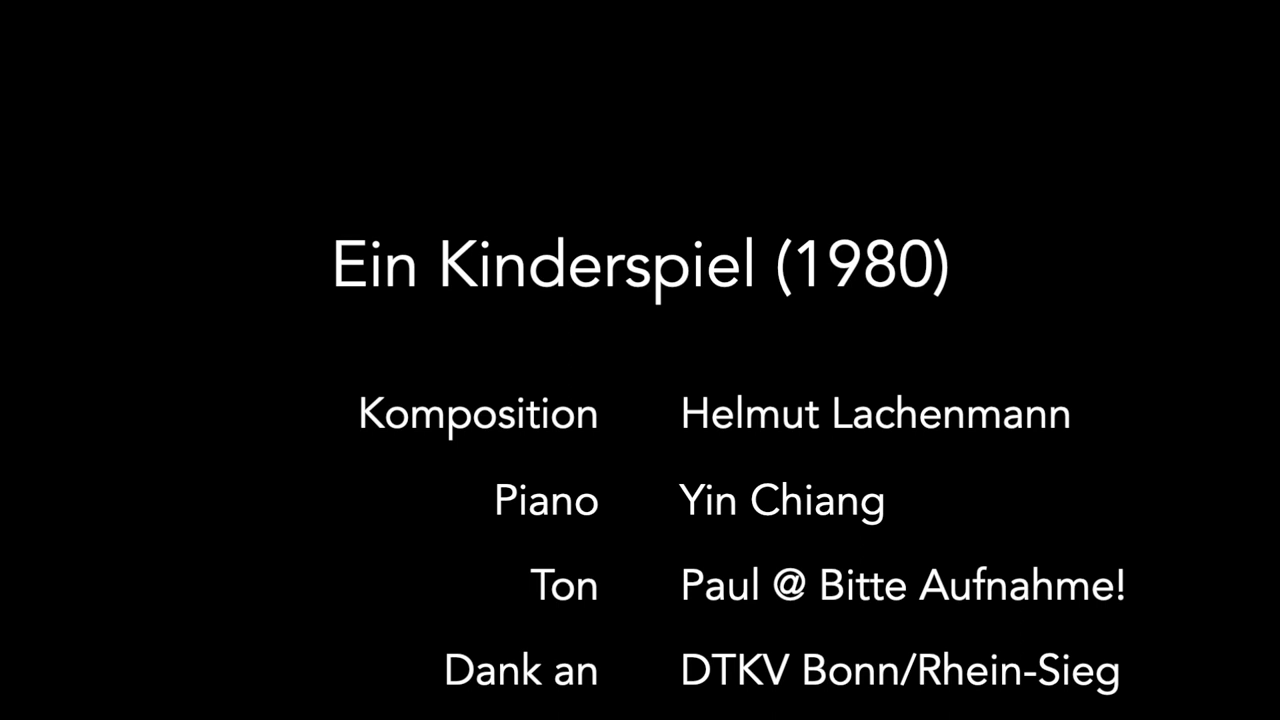 Ein Kinderspiel (1980)
Komposition Helmut Lachenmann
Piano Yin Chiang
Ton Paul @ Bitte Aufnahme!
Dank an DTKV Bonn/Rhein-Sieg